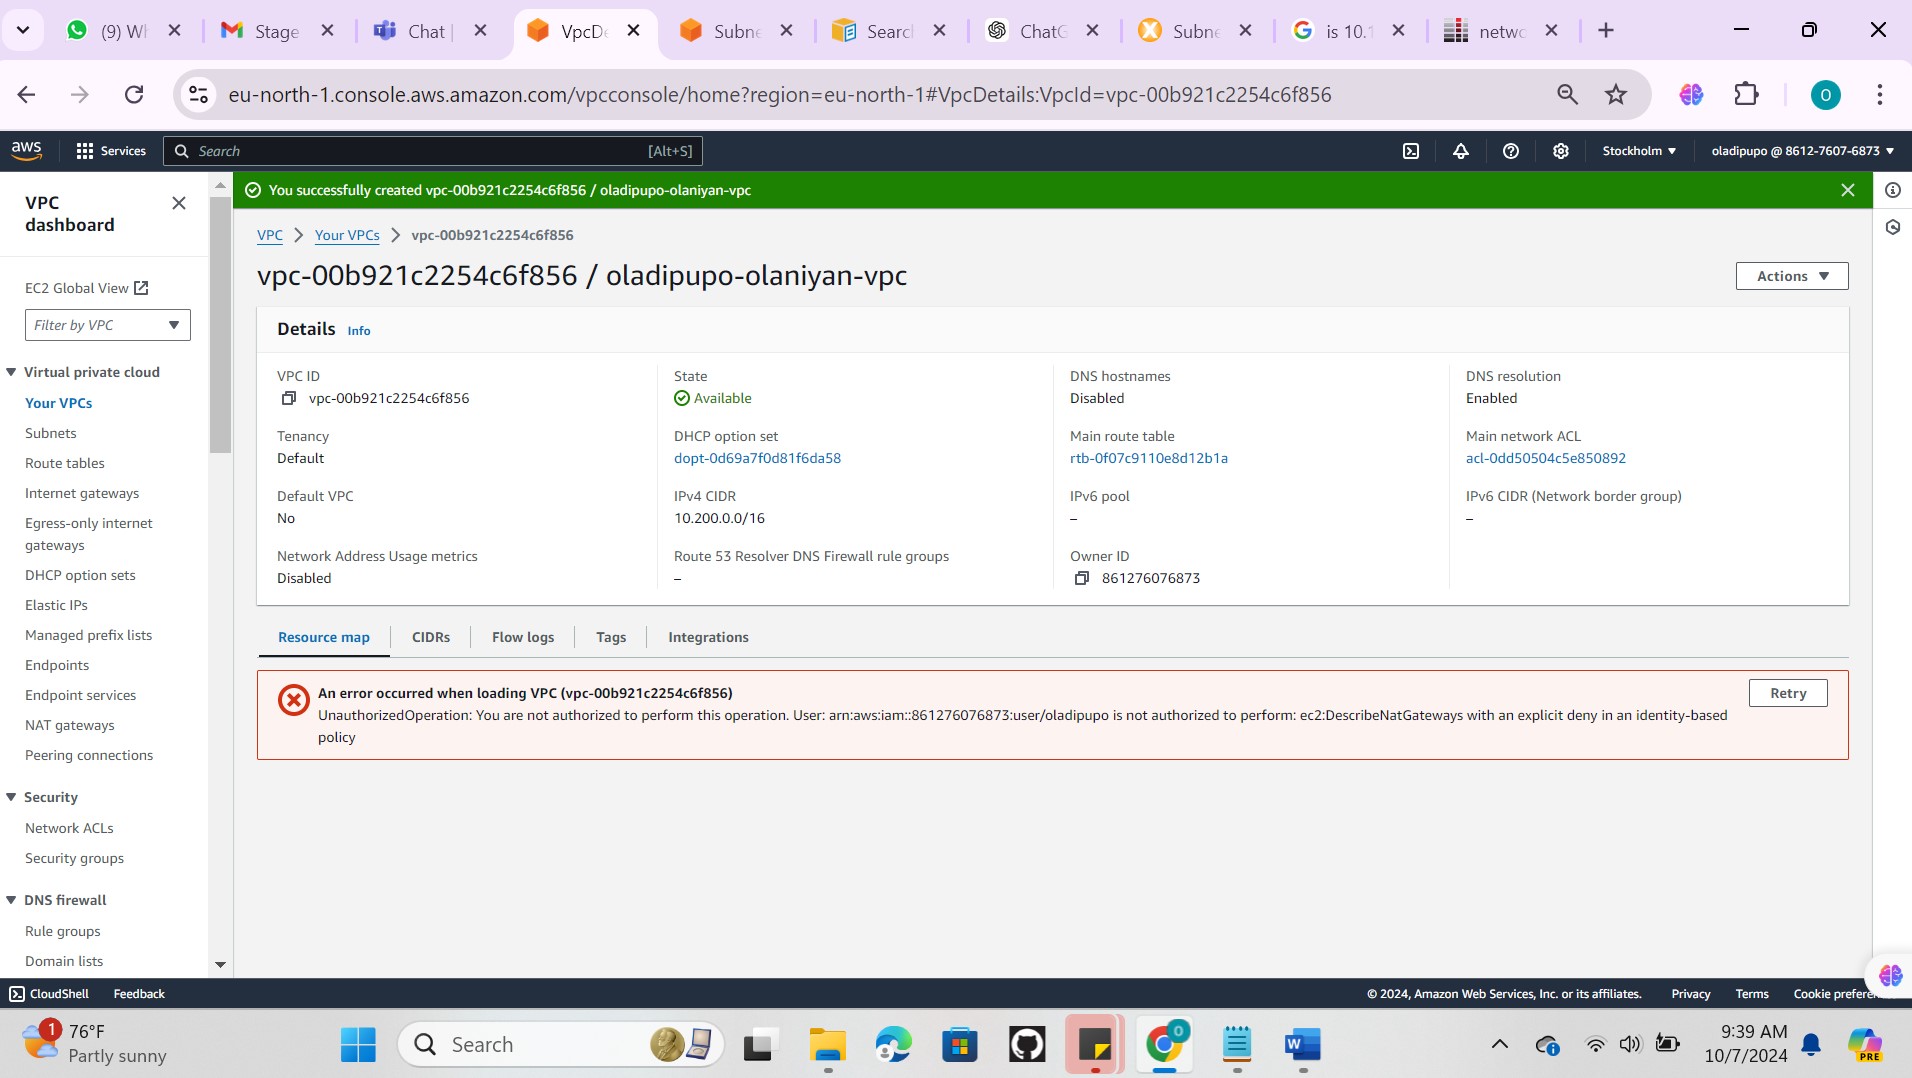 (9) Wh
Stage
Chat |
VpcDe
Subne
Searc
ChatG
Subne
is 10.1
netwo
eu-north-1.console.aws.amazon.com/vpcconsole/home?region=eu-north-1#VpcDetails:VpcId=vpc-00b921c2254c6f856
O
aws
Services
Search
[Alt+S]
Stockholm
oladipupo @ 8612-7607-6873
VPC dashboard
EC2 Global View
Filter by VPC
Virtual private cloud
Your VPCs
Subnets
Route tables
Internet gateways
Egress-only internet
gateways
DHCP option sets
Elastic IPs
Managed prefix lists
Endpoints
Endpoint services
NAT gateways
Peering connections
Security
Network ACLs
Security groups
DNS firewall
Rule groups
Domain lists
You successfully created vpc-00b921c2254c6f856 / oladipupo-olaniyan-vpc
VPC
Your VPCs
vpc-00b921c2254c6f856
vpc-00b921c2254c6f856 / oladipupo-olaniyan-vpc
Actions
Details Info
VPC ID
vpc-00b921c2254c6f856
State
Available
DNS hostnames
Disabled
DNS resolution
Enabled
Tenancy
Default
DHCP option set
dopt-0d69a7f0d81f6da58
Main route table
rtb-0f07c9110e8d12b1a
Main network ACL
acl-0dd50504c5e850892
Default VPC
No
IPv4 CIDR
10.200.0.0/16
IPv6 pool
–
IPv6 CIDR (Network border group)
–
Network Address Usage metrics
Disabled
Route 53 Resolver DNS Firewall rule groups
–
Owner ID
861276076873
Resource map
CIDRs
Flow logs
Tags
Integrations
An error occurred when loading VPC (vpc-00b921c2254c6f856)
UnauthorizedOperation: You are not authorized to perform this operation. User: arn:aws:iam::861276076873:user/oladipupo is not authorized to perform: ec2:DescribeNatGateways with an explicit deny in an identity-based
policy
Retry
CloudShell
Feedback
© 2024, Amazon Web Services, Inc. or its affiliates.
Privacy
Terms
Cookie prefere
1
76°F
Partly sunny
Search
0
W
9:39 AM
10/7/2024
PRE